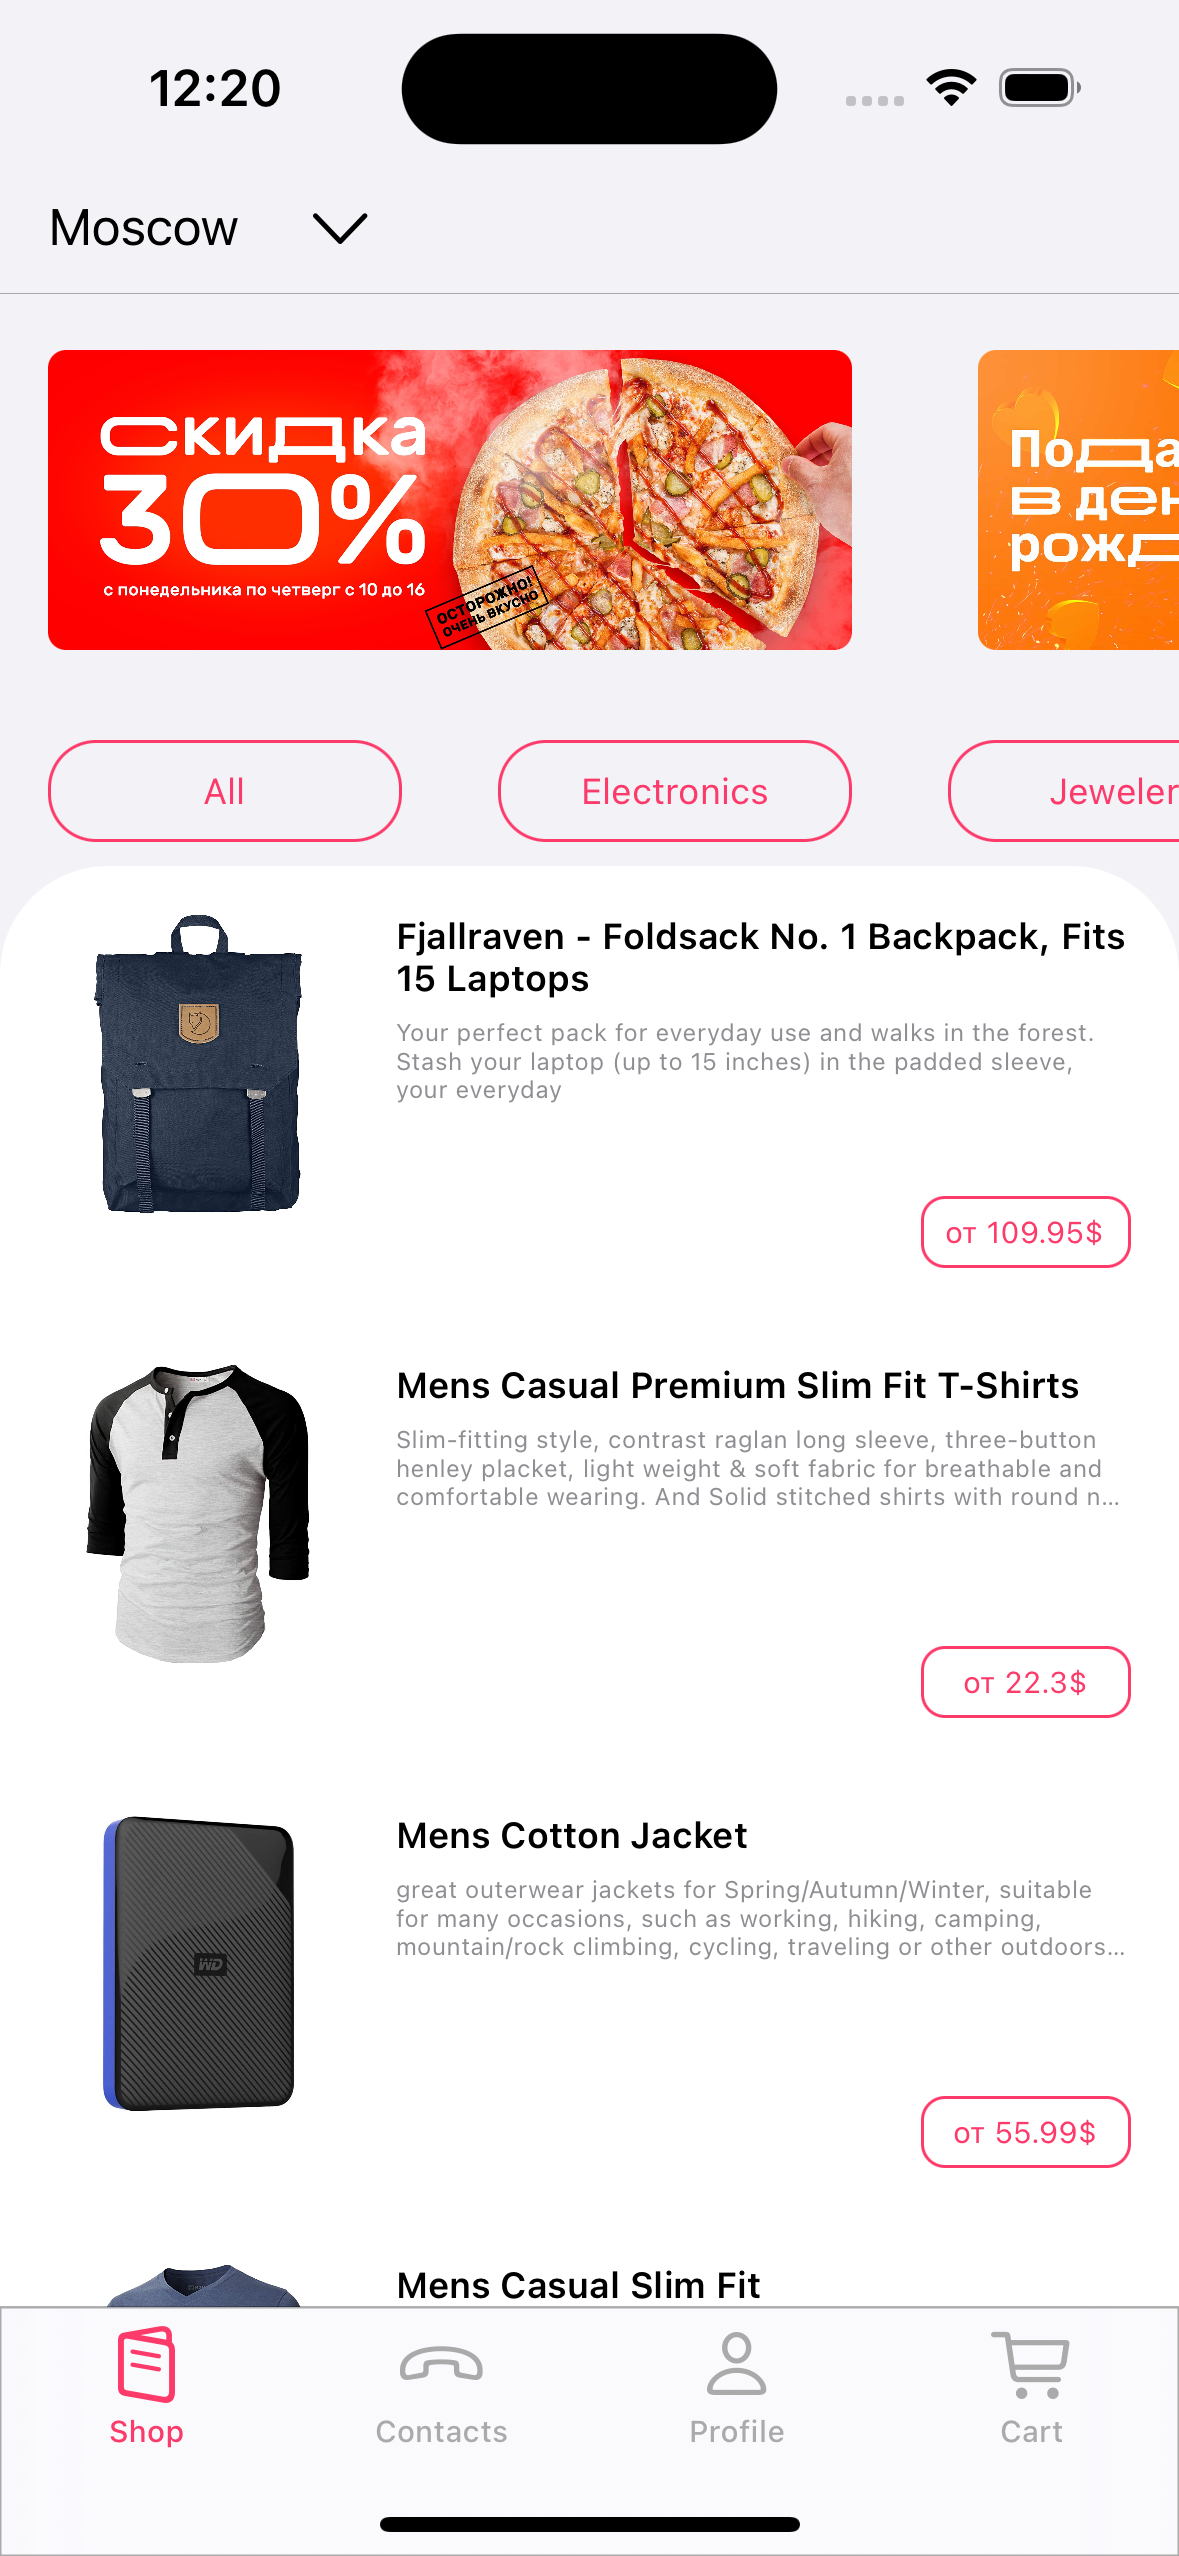 12:20
Moscow
скидка
30%
с понедельника по четверг с 10 до 16
ОСТОРОЖНО!
ОЧЕНЬ ВКУСНО
Пода
в ден
рожд
All
Electronics
Jeweler
Fjallraven - Foldsack No. 1 Backpack, Fits
15 Laptops
Your perfect pack for everyday use and walks in the forest.
Stash your laptop (up to 15 inches) in the padded sleeve,
your everyday
от 109.95$
Mens Casual Premium Slim Fit T-Shirts
Slim-fitting style, contrast raglan long sleeve, three-button
henley placket, light weight & soft fabric for breathable and
comfortable wearing. And Solid stitched shirts with round n...
от 22.3$
Mens Cotton Jacket
great outerwear jackets for Spring/Autumn/Winter, suitable
for many occasions, such as working, hiking, camping,
mountain/rock climbing, cycling, traveling or other outdoors...
WD
от 55.99$
Mens Casual Slim Fit
Shop
Contacts
Profile
Cart